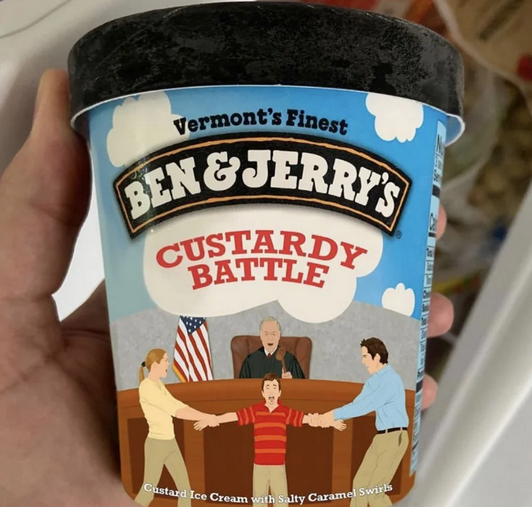 Vermont's Finest
BEN & JERRY'S
CUSTARDY
BATTLE
Custard Ice Cream with Salty Caramel Swirls